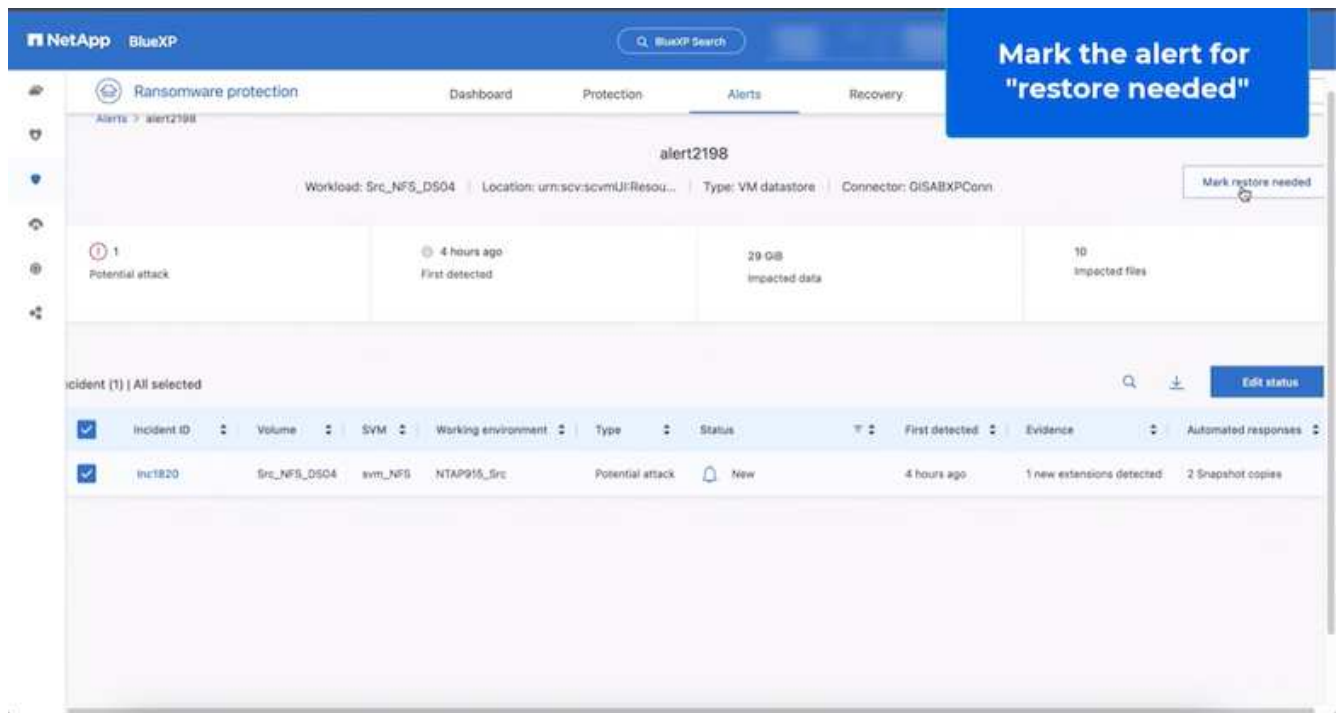 NetApp BlueXP BlueXP Search
Mark the alert for
"restore needed"
Ransomware protection Dashboard Protection Alerts Recovery
Alerts > alert2198
alert2198
Workload: Src_NFS_DS04 Location: urn:scv:scvmUI:Resou... Type: VM datastore Connector: GISABXPConn Mark restore needed
1 4 hours ago 29 GiB 10
Potential attack First detected Impacted data Impacted files
cident (1) | All selected Edit status
Incident ID Volume SVM Working environment Type Status First detected Evidence Automated responses
Inc1820 Src_NFS_DS04 svm_NFS NTAP915_Src Potential attack New 4 hours ago 1 new extensions detected 2 Snapshot copies